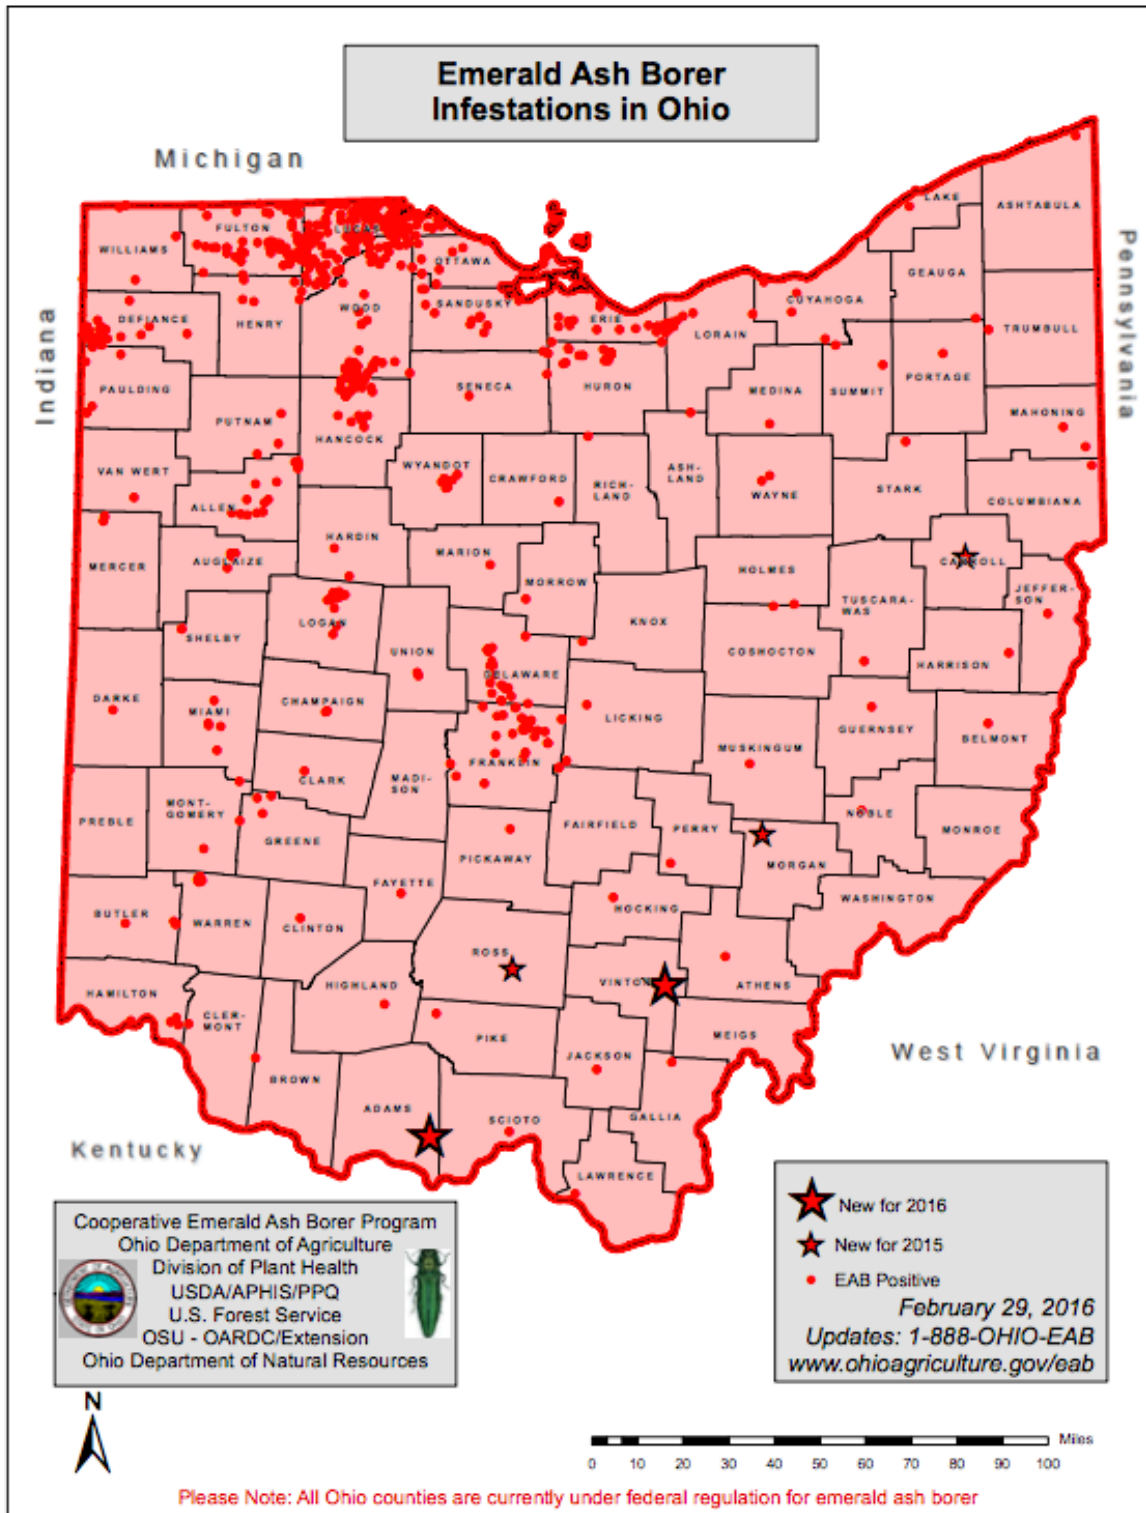 Emerald Ash Borer
Infestations in Ohio
Michigan
Indiana
Pennsylvania
West Virginia
Kentucky
WILLIAMS
FULTON
LUCAS
OTTAWA
LAKE
ASHTABULA
GEAUGA
CUYAHOGA
DEFIANCE
HENRY
WOOD
SANDUSKY
ERIE
LORAIN
TRUMBULL
PAULDING
SENECA
HURON
MEDINA
SUMMIT
PORTAGE
PUTNAM
HANCOCK
MAHONING
VAN WERT
ALLEN
WYANDOT
CRAWFORD
RICH-
LAND
ASH-
LAND
WAYNE
STARK
COLUMBIANA
MERCER
AUGLAIZE
HARDIN
MARION
MORROW
HOLMES
TUSCARA-
WAS
CARROLL
JEFFER-
SON
SHELBY
LOGAN
UNION
DELAWARE
KNOX
COSHOCTON
HARRISON
DARKE
MIAMI
CHAMPAIGN
LICKING
MUSKINGUM
GUERNSEY
BELMONT
CLARK
MADI-
SON
FRANKLIN
PREBLE
MONT-
GOMERY
GREENE
PICKAWAY
FAIRFIELD
PERRY
MORGAN
NOBLE
MONROE
BUTLER
WARREN
CLINTON
FAYETTE
ROSS
HOCKING
WASHINGTON
HAMILTON
CLER-
MONT
HIGHLAND
VINTON
ATHENS
BROWN
PIKE
JACKSON
MEIGS
ADAMS
SCIOTO
GALLIA
LAWRENCE
Cooperative Emerald Ash Borer Program
Ohio Department of Agriculture
Division of Plant Health
USDA/APHIS/PPQ
U.S. Forest Service
OSU - OARDC/Extension
Ohio Department of Natural Resources
New for 2016
New for 2015
EAB Positive
February 29, 2016
Updates: 1-888-OHIO-EAB
www.ohioagriculture.gov/eab
N
Miles
0 10 20 30 40 50 60 70 80 90 100
Please Note: All Ohio counties are currently under federal regulation for emerald ash borer